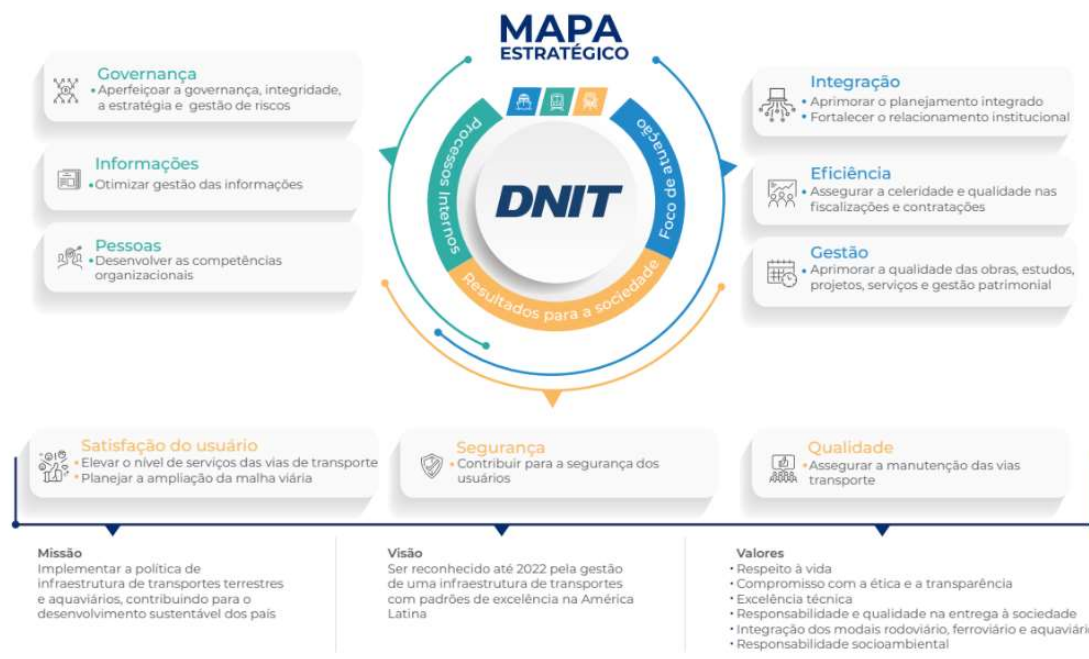 MAPA
ESTRATÉGICO
Governança
• Aperfeiçoar a governança, integridade,
a estratégia e gestão de riscos
Informações
• Otimizar gestão das informações
Pessoas
• Desenvolver as competências
organizacionais
Processos Internos
Foco de atuação
Resultados para a sociedade
DNIT
Integração
• Aprimorar o planejamento integrado
• Fortalecer o relacionamento institucional
Eficiência
• Assegurar a celeridade e qualidade nas
fiscalizações e contratações
Gestão
• Aprimorar a qualidade das obras, estudos,
projetos, serviços e gestão patrimonial
Satisfação do usuário
• Elevar o nível de serviços das vias de transporte
• Planejar a ampliação da malha viária
Segurança
• Contribuir para a segurança dos
usuários
Qualidade
• Assegurar a manutenção das vias
transporte
Missão
Implementar a política de
infraestrutura de transportes terrestres
e aquaviários, contribuindo para o
desenvolvimento sustentável dos país
Visão
Ser reconhecido até 2022 pela gestão
de uma infraestrutura de transportes
com padrões de excelência na América
Latina
Valores
• Respeito à vida
• Compromisso com a ética e a transparência
• Excelência técnica
• Responsabilidade e qualidade na entrega à sociedade
• Integração dos modais rodoviário, ferroviário e aquaviári
• Responsabilidade socioambiental